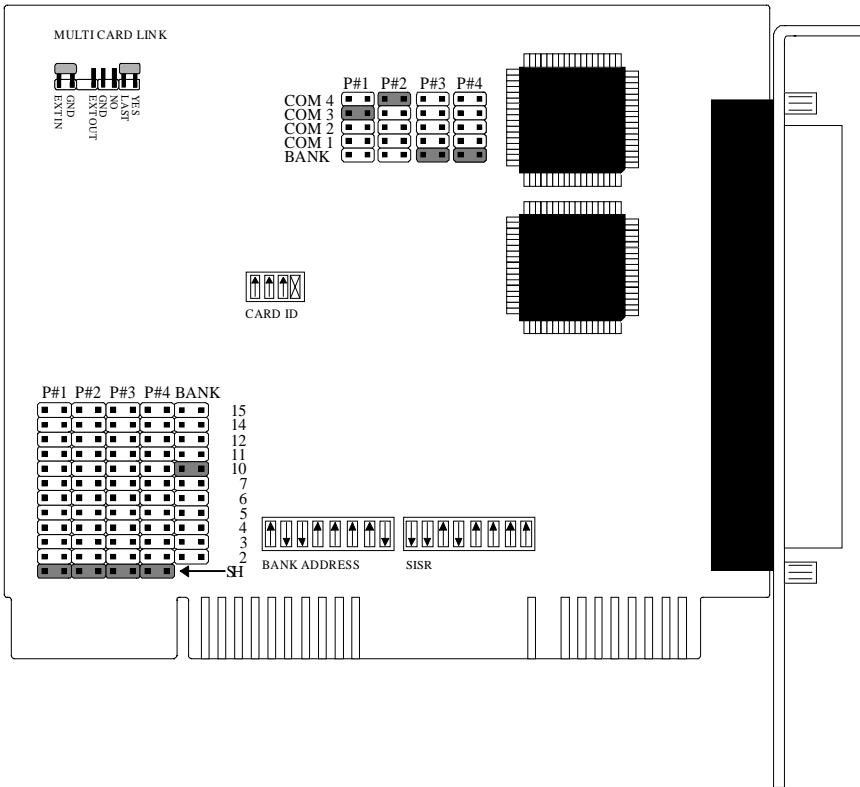 MULTI CARD LINK
EXT IN
GND
EXT OUT
GND
NO
LAST
YES
P#1 P#2 P#3 P#4
COM 4
COM 3
COM 2
COM 1
BANK
CARD ID
P#1 P#2 P#3 P#4 BANK
15
14
12
11
10
7
6
5
4
3
2
SH
BANK ADDRESS
SISR